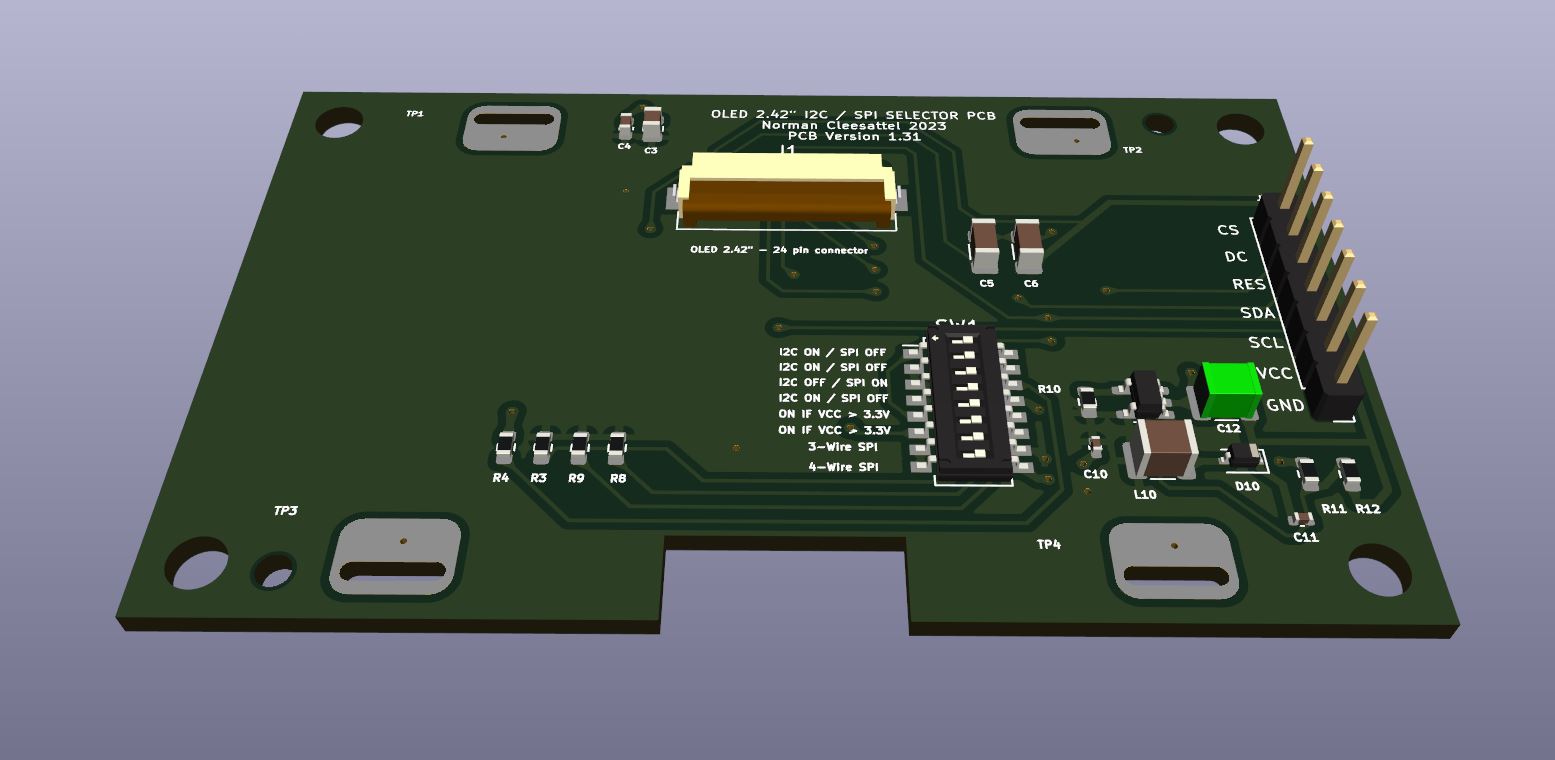 TP1
C4
C3
OLED 2.42" I2C / SPI SELECTOR PCB
Norman Cleesattel 2023
PCB Version 1.31
J1
TP2
OLED 2.42" – 24 pin connector
C5
C6
CS
DC
RES
SDA
SCL
VCC
GND
SW1
I2C ON / SPI OFF
I2C ON / SPI OFF
I2C OFF / SPI ON
I2C ON / SPI OFF
ON IF VCC > 3.3V
ON IF VCC > 3.3V
3-Wire SPI
4-Wire SPI
R10
C12
C10
L10
D10
R11
R12
C11
R4
R3
R9
R8
TP3
TP4